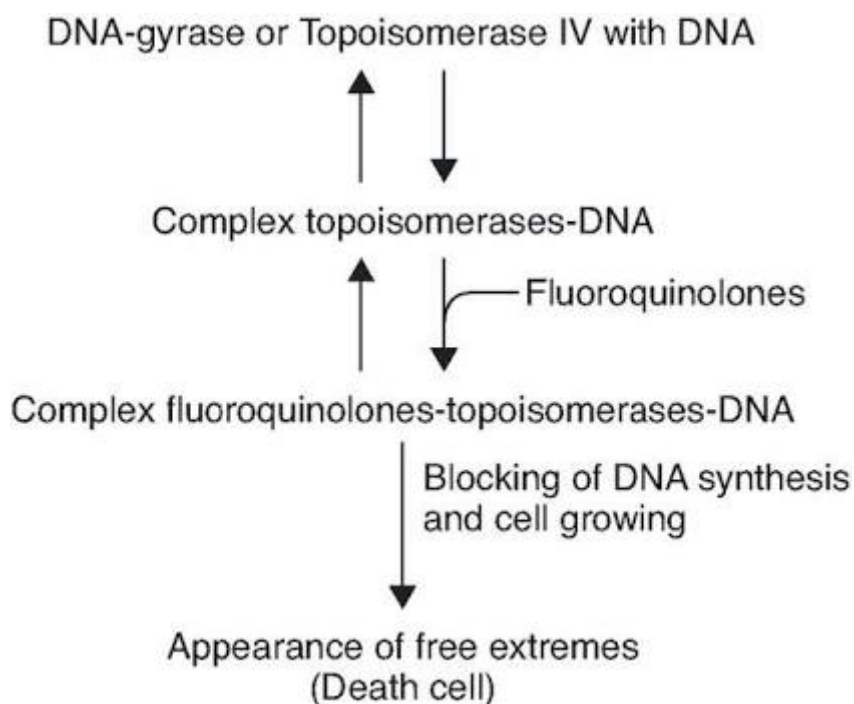 DNA-gyrase or Topoisomerase IV with DNA
Complex topoisomerases-DNA
Fluoroquinolones
Complex fluoroquinolones-topoisomerases-DNA
Blocking of DNA synthesis
and cell growing
Appearance of free extremes
(Death cell)